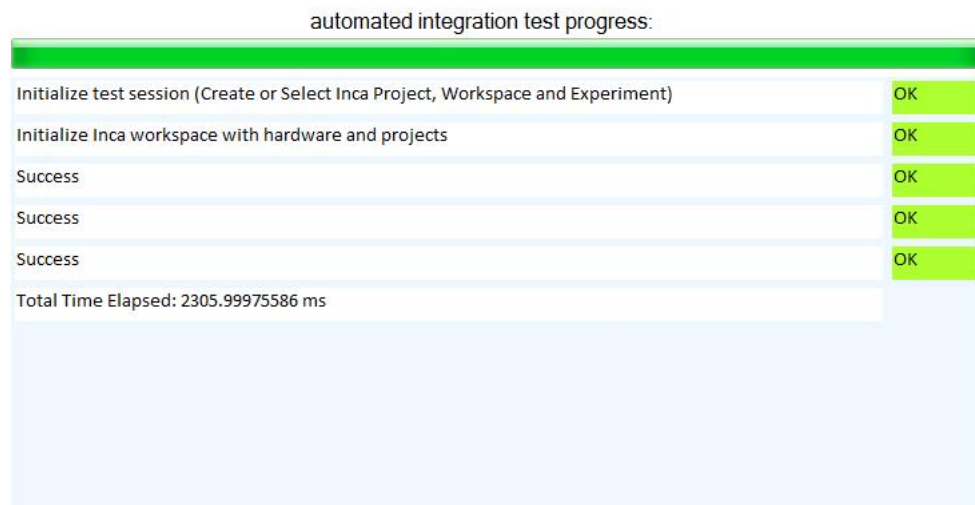 automated integration test progress:
Initialize test session (Create or Select Inca Project, Workspace and Experiment) OK
Initialize Inca workspace with hardware and projects OK
Success OK
Success OK
Success OK
Total Time Elapsed: 2305.99975586 ms